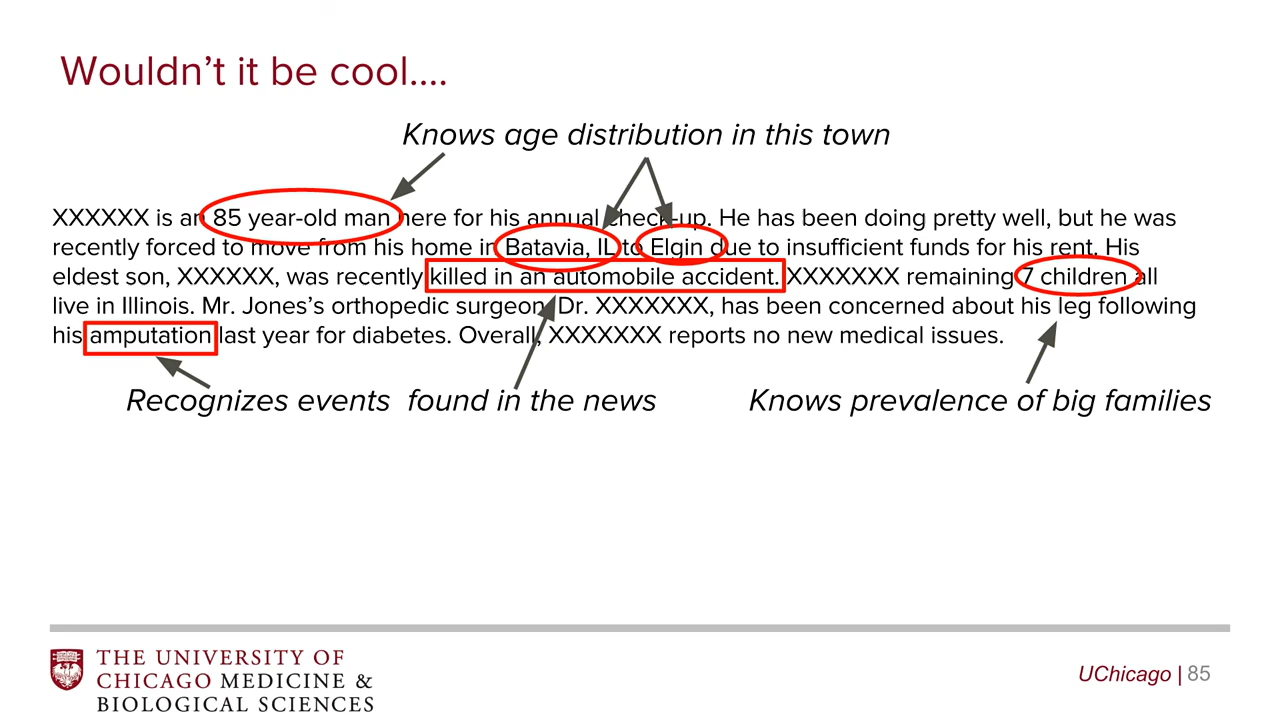 Wouldn’t it be cool....
Knows age distribution in this town
XXXXXX is an 85 year-old man here for his annual check-up. He has been doing pretty well, but he was
recently forced to move from his home in Batavia, IL to Elgin due to insufficient funds for his rent. His
eldest son, XXXXXX, was recently killed in an automobile accident. XXXXXXX remaining 7 children all
live in Illinois. Mr. Jones’s orthopedic surgeon, Dr. XXXXXXX, has been concerned about his leg following
his amputation last year for diabetes. Overall, XXXXXXX reports no new medical issues.
Recognizes events found in the news
Knows prevalence of big families
THE UNIVERSITY OF
CHICAGO MEDICINE &
BIOLOGICAL SCIENCES
UChicago | 85